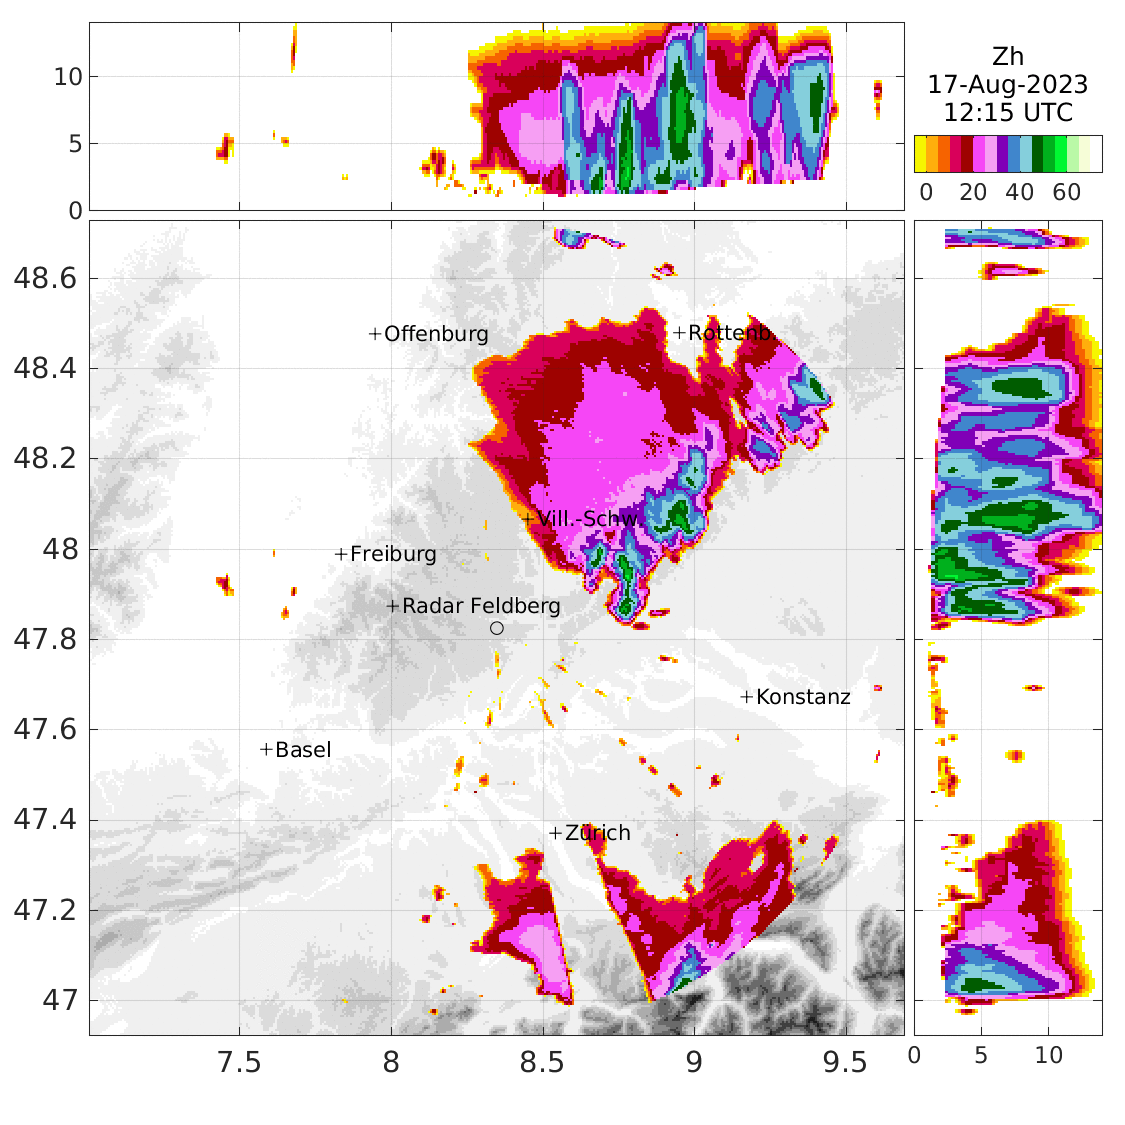 10
5
0
Zh
17-Aug-2023
12:15 UTC
0 20 40 60
48.6
48.4
48.2
48
47.8
47.6
47.4
47.2
47
+Offenburg
+Rottenb.
+Vill.-Schw.
+Freiburg
+Radar Feldberg
+Konstanz
+Basel
+Zürich
7.5 8 8.5 9 9.5
0 5 10